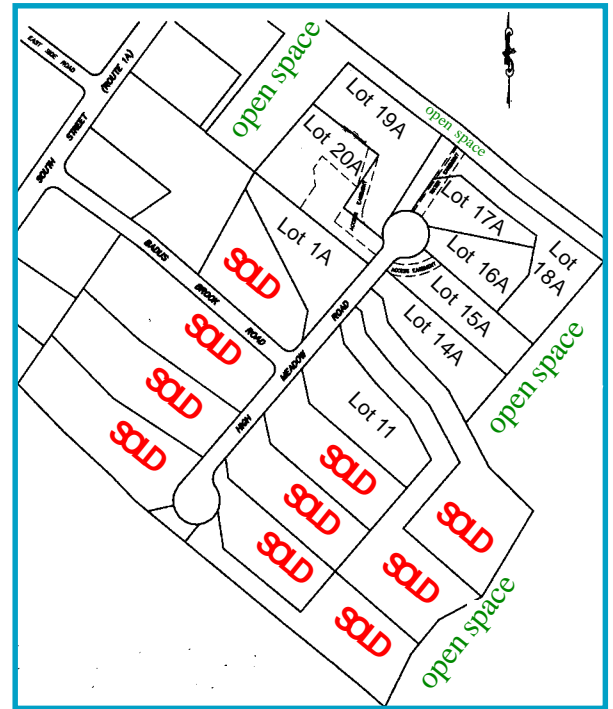 EAST SIDE ROAD
(ROUTE 1A)
SOUTH STREET
open space
open space
Lot 19A
Lot 20A
Lot 17A
Lot 18A
Lot 16A
Lot 1A
ACCESS EASEMENT
Lot 15A
Lot 14A
BADUS BROOK ROAD
HIGH MEADOW ROAD
SOLD
SOLD
SOLD
SOLD
Lot 11
open space
SOLD
SOLD
SOLD
SOLD
SOLD
SOLD
open space